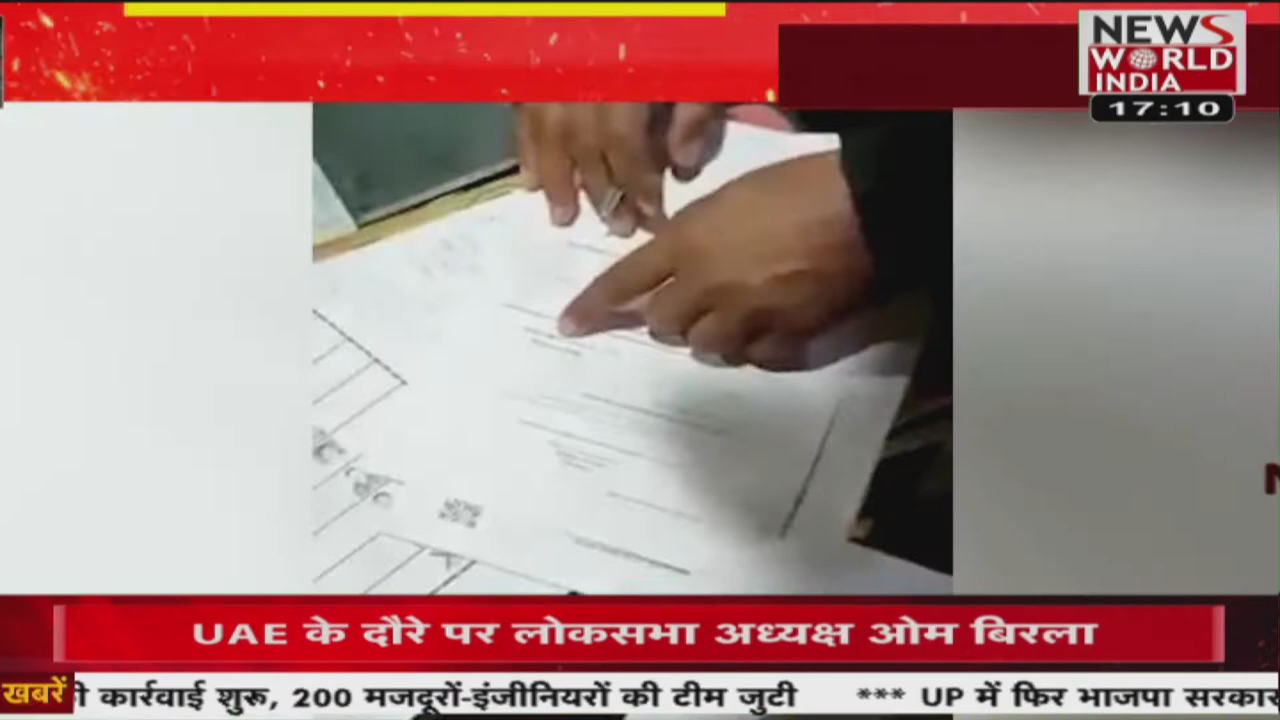 NEWS
WORLD
INDIA
17:10
UAE के दौरे पर लोकसभा अध्यक्ष ओम बिरला
खबरें ी कार्रवाई शुरू, 200 मजदूरों-इंजीनियरों की टीम जुटी *** UP में फिर भाजपा सरकार